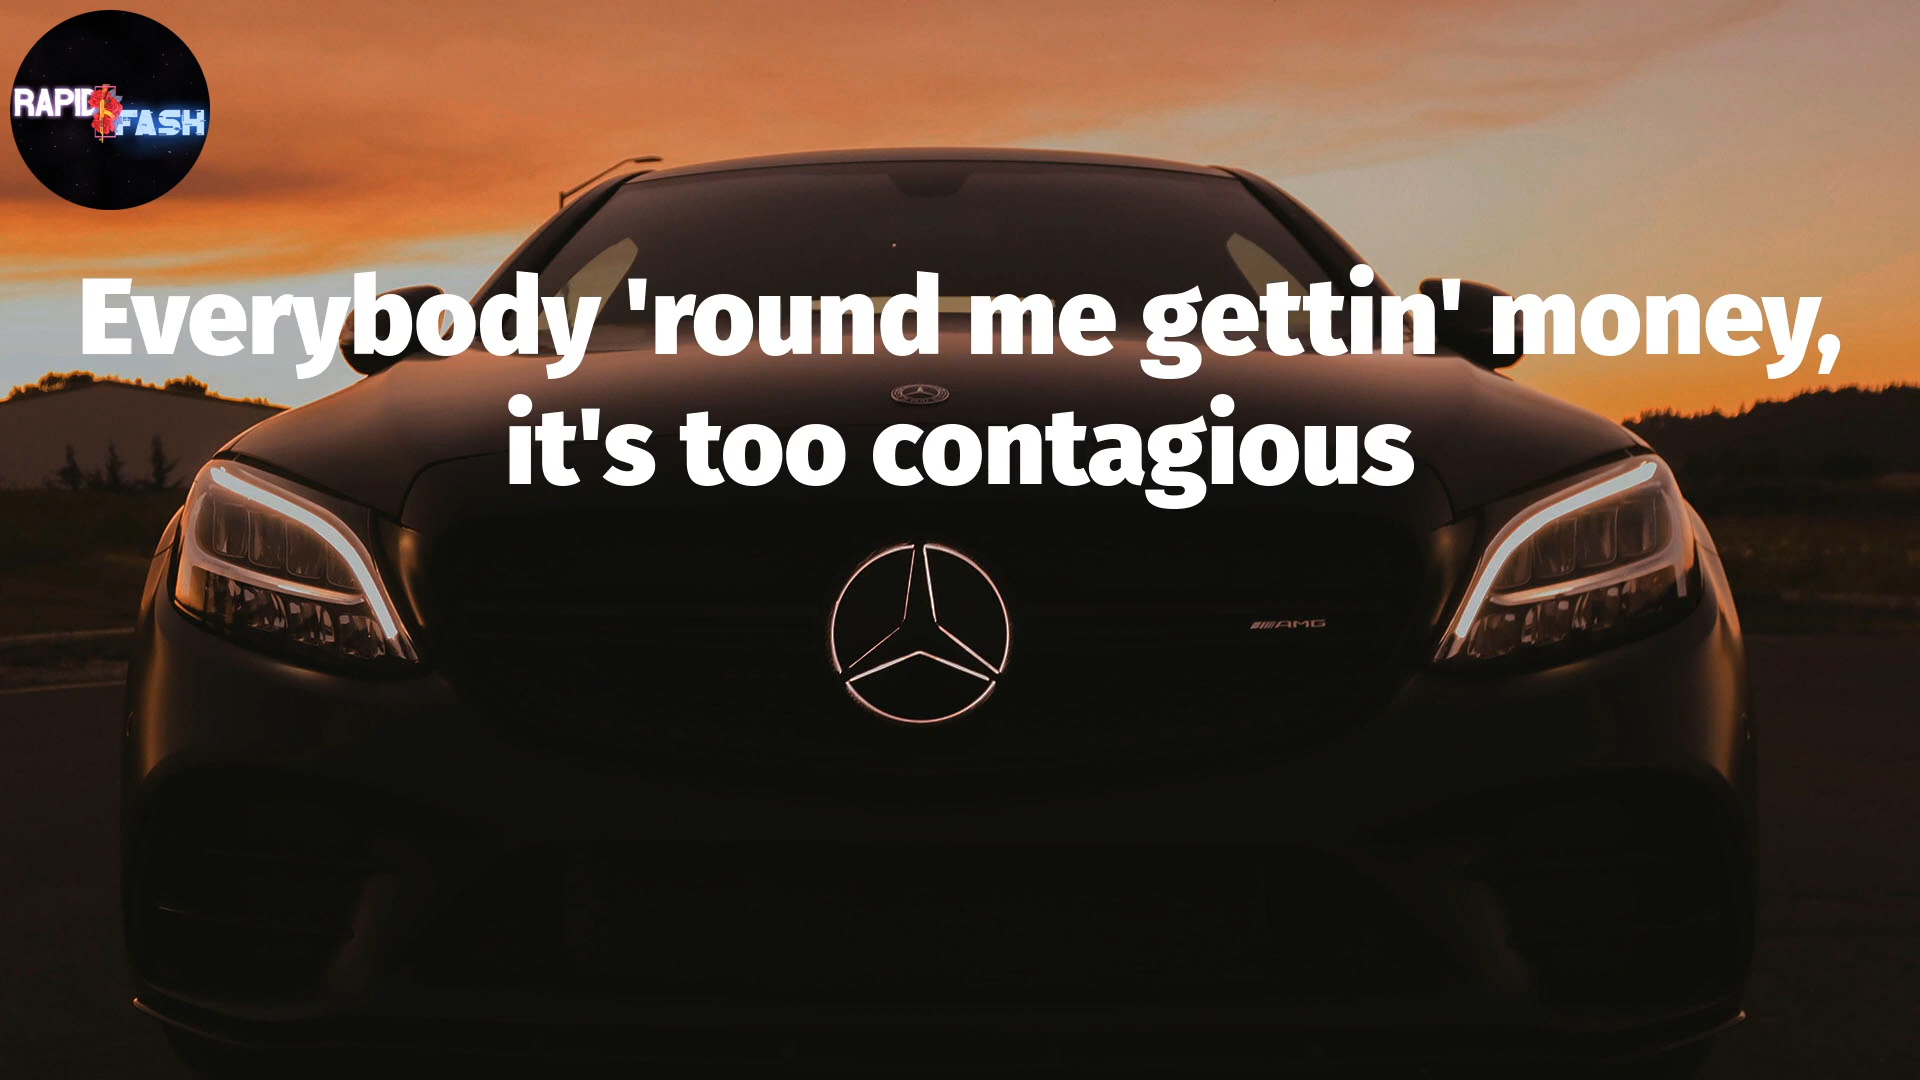 RAPID
FASH
Everybody 'round me gettin' money,
it's too contagious
AMG